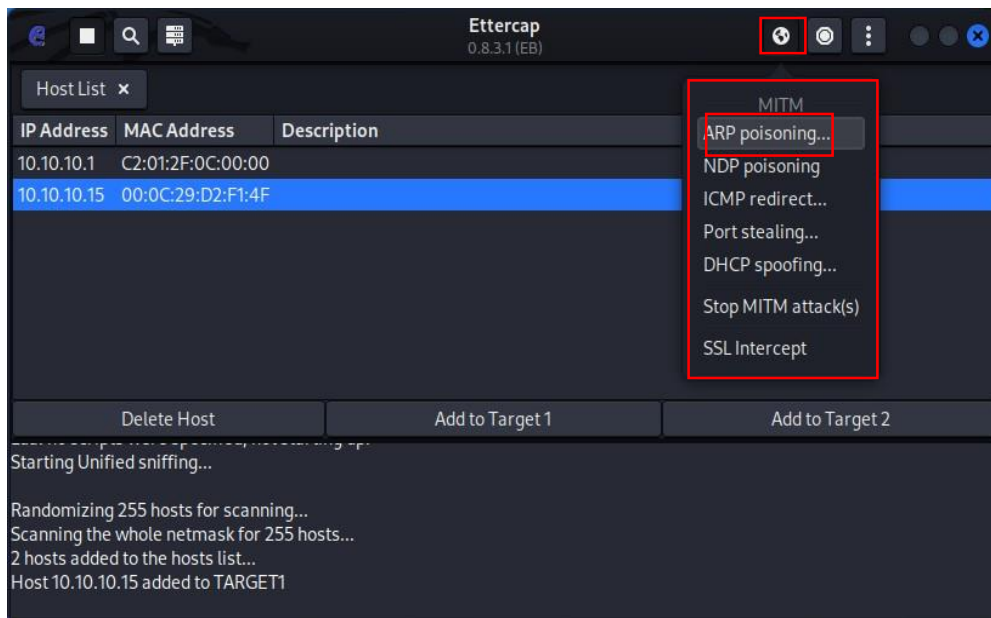 Ettercap
0.8.3.1 (EB)
Host List ×
IP Address MAC Address Description
10.10.10.1 C2:01:2F:0C:00:00
10.10.10.15 00:0C:29:D2:F1:4F
MITM
ARP poisoning...
NDP poisoning
ICMP redirect...
Port stealing...
DHCP spoofing...
Stop MITM attack(s)
SSL Intercept
Delete Host Add to Target 1 Add to Target 2
Starting Unified sniffing...
Randomizing 255 hosts for scanning...
Scanning the whole netmask for 255 hosts...
2 hosts added to the hosts list...
Host 10.10.10.15 added to TARGET1